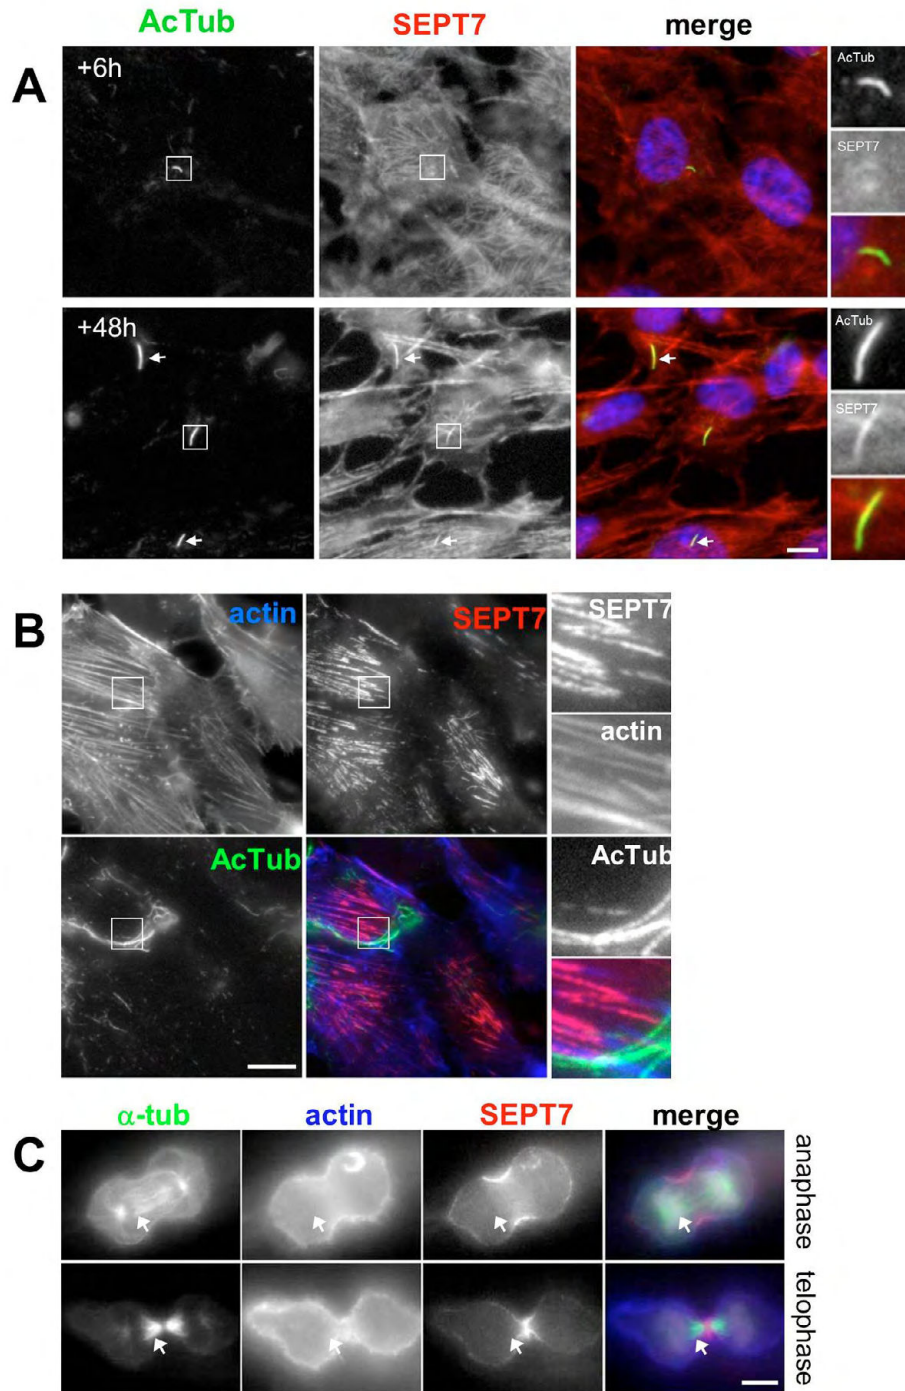 AcTub SEPT7 merge
A
+6h
AcTub
SEPT7
+48h
AcTub
SEPT7
B
actin SEPT7 SEPT7
actin
AcTub AcTub
α-tub actin SEPT7 merge
C
anaphase
telophase